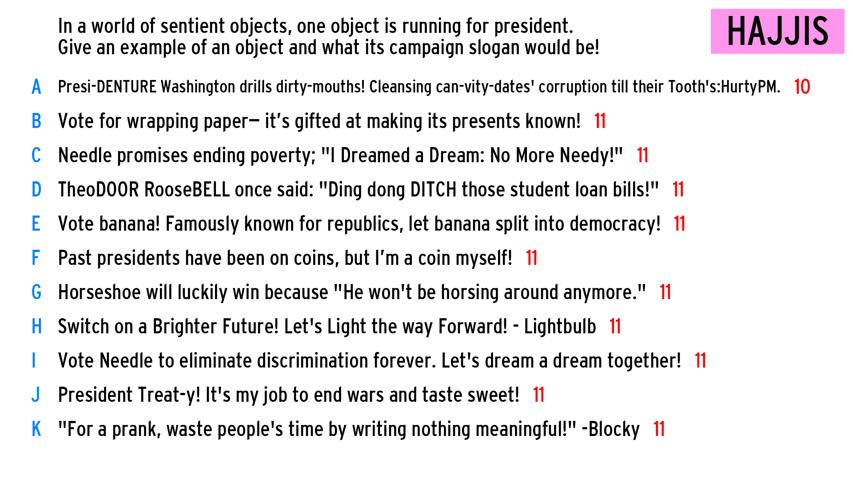 In a world of sentient objects, one object is running for president.
Give an example of an object and what its campaign slogan would be!
HAJJIS
A Presi-DENTURE Washington drills dirty-mouths! Cleansing can-vity-dates' corruption till their Tooth's:HurtyPM. 10
B Vote for wrapping paper– it's gifted at making its presents known! 11
C Needle promises ending poverty; "I Dreamed a Dream: No More Needy!" 11
D TheoDOOR RooseBELL once said: "Ding dong DITCH those student loan bills!" 11
E Vote banana! Famously known for republics, let banana split into democracy! 11
F Past presidents have been on coins, but I'm a coin myself! 11
G Horseshoe will luckily win because "He won't be horsing around anymore." 11
H Switch on a Brighter Future! Let's Light the way Forward! - Lightbulb 11
I Vote Needle to eliminate discrimination forever. Let's dream a dream together! 11
J President Treat-y! It's my job to end wars and taste sweet! 11
K "For a prank, waste people's time by writing nothing meaningful!" -Blocky 11